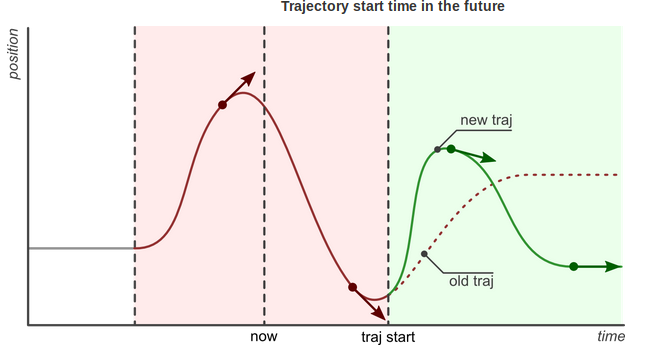 Trajectory start time in the future
position
new traj
old traj
now
traj start
time